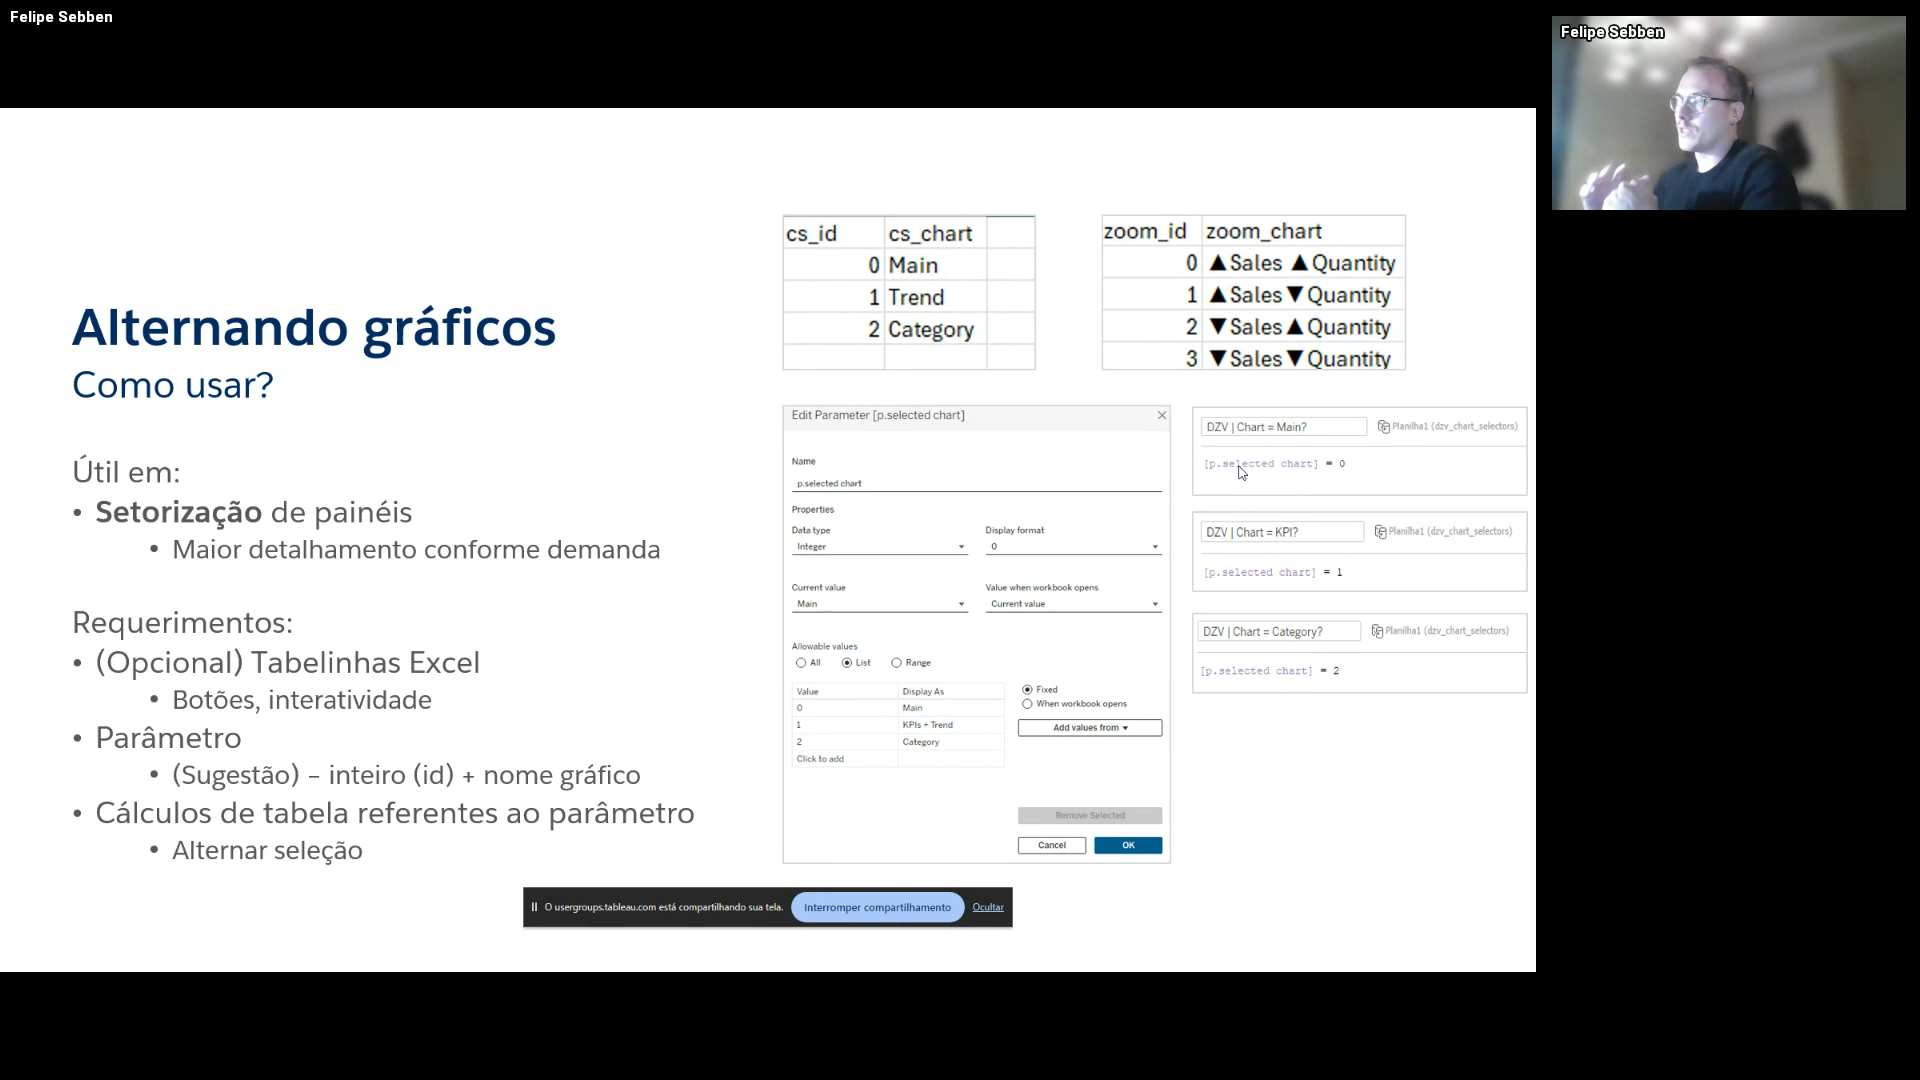 Felipe Sebben
Felipe Sebben
Alternando gráficos
Como usar?
Útil em:
• Setorização de painéis
• Maior detalhamento conforme demanda
Requerimentos:
• (Opcional) Tabelinhas Excel
• Botões, interatividade
• Parâmetro
• (Sugestão) – inteiro (id) + nome gráfico
• Cálculos de tabela referentes ao parâmetro
• Alternar seleção
cs_id cs_chart
0 Main
1 Trend
2 Category
zoom_id zoom_chart
0 ▲Sales ▲Quantity
1 ▲Sales▼Quantity
2 ▼Sales▲Quantity
3 ▼Sales▼Quantity
Edit Parameter [p.selected chart] ×
Name
p.selected chart
Properties
Data type Display format
Integer 0
Current value Value when workbook opens
Main Current value
Allowable values
All List Range
Value Display As
0 Main
1 KPIs + Trend
2 Category
Click to add
Fixed
When workbook opens
Add values from
Remove Selected
Cancel OK
DZV | Chart = Main? Planilha1 (dzv_chart_selectors)
[p.selected chart] = 0
DZV | Chart = KPI? Planilha1 (dzv_chart_selectors)
[p.selected chart] = 1
DZV | Chart = Category? Planilha1 (dzv_chart_selectors)
[p.selected chart] = 2
O usergroups.tableau.com está compartilhando sua tela. Interromper compartilhamento Ocultar